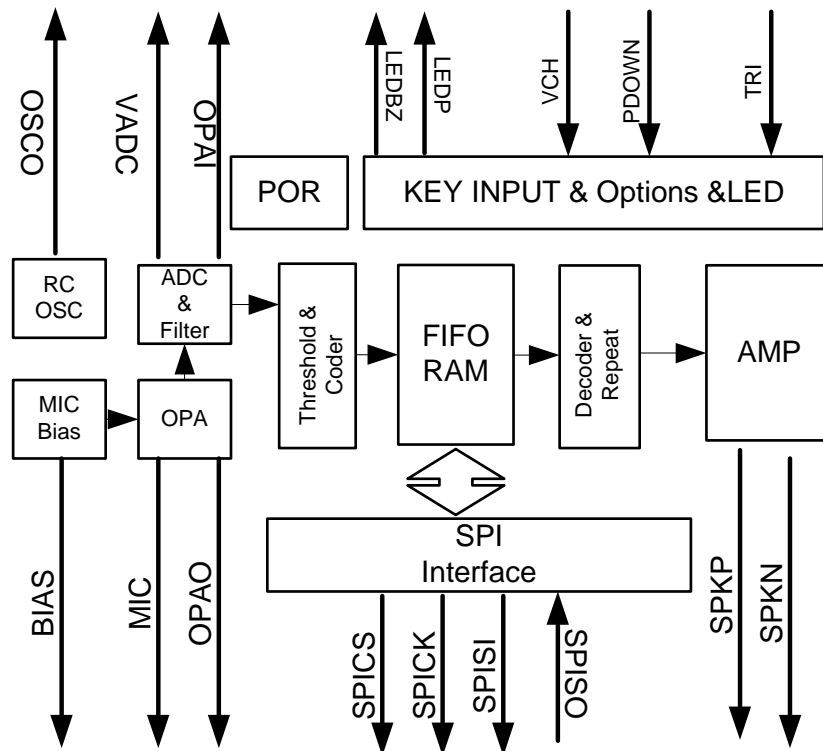 OSCO
VADC
OPAI
LEDBZ
LEDP
VCH
PDOWN
TRI
POR
KEY INPUT & Options &LED
RC
OSC
ADC
&
Filter
Threshold &
Coder
FIFO
RAM
Decoder &
Repeat
AMP
MIC
Bias
OPA
SPI
Interface
BIAS
MIC
OPAO
SPICS
SPICK
SPISI
SPISO
SPKP
SPKN